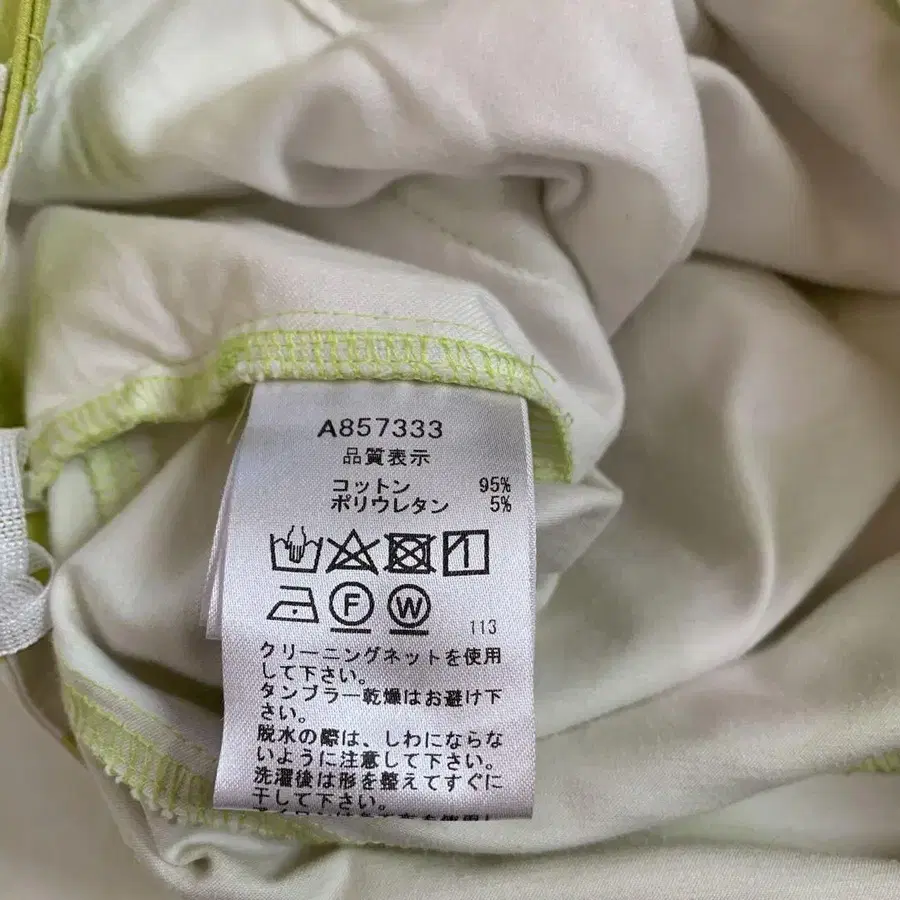 A857333
品質表示
コットン 95%
ポリウレタン 5%
F W 113
クリーニングネットを使用
して下さい。
タンブラー乾燥はお避け下
さい。
脱水の際は、しわにならな
いように注意して下さい。
洗濯後は形を整えてすぐに
干して下さい。